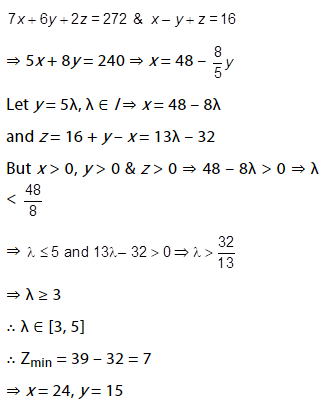 7x + 6y + 2z = 272 & x – y + z = 16
⇒ 5x + 8y = 240 ⇒ x = 48 – 8/5 y
Let y = 5λ, λ ∈ I ⇒ x = 48 – 8λ
and z = 16 + y – x = 13λ – 32
But x > 0, y > 0 & z > 0 ⇒ 48 – 8λ > 0 ⇒ λ
< 48/8
⇒ λ ≤ 5 and 13λ – 32 > 0 ⇒ λ > 32/13
⇒ λ ≥ 3
∴ λ ∈ [3, 5]
∴ Zmin = 39 – 32 = 7
⇒ x = 24, y = 15